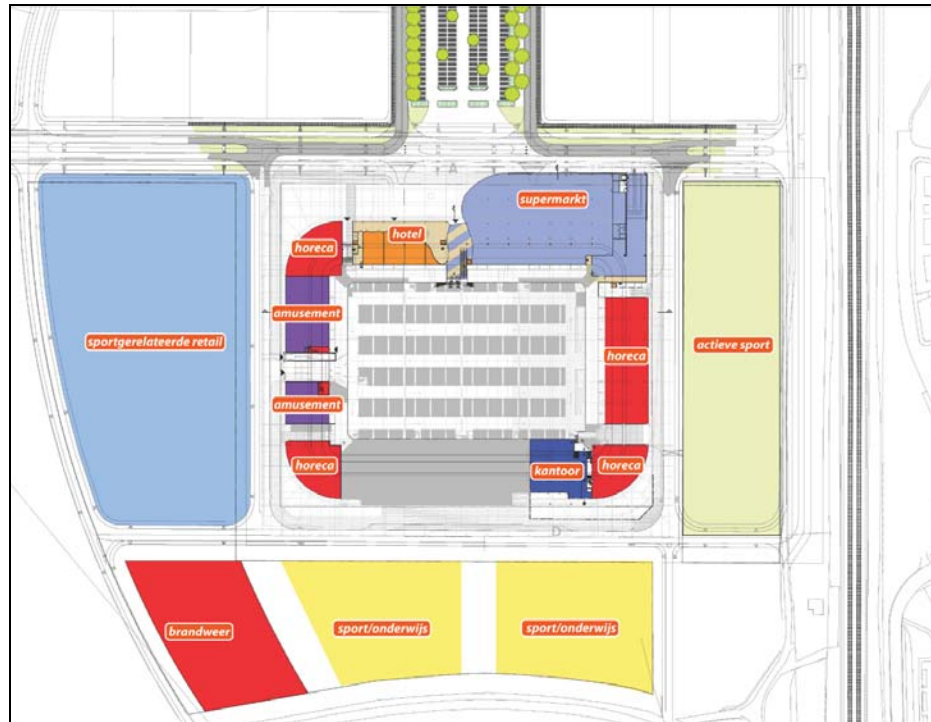 supermarkt
hotel
horeca
amusement
sportgerelateerde retail
actieve sport
horeca
amusement
horeca
kantoor
horeca
brandweer
sport/onderwijs
sport/onderwijs